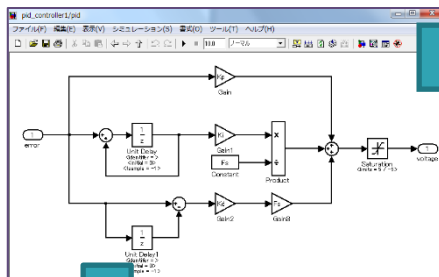 pid_controller1/pid
ファイル(F) 編集(E) 表示(V) シミュレーション(S) 書式(O) ツール(T) ヘルプ(H)
10.0 ノーマル
Kp
Gain
1
error
1
z
Unit Delay
Ki
Gain1
Fs
Constant
×
÷
Product
Saturation
1
voltage
Kd
Gain2
Fs
Gain3
1
z
Unit Delay1